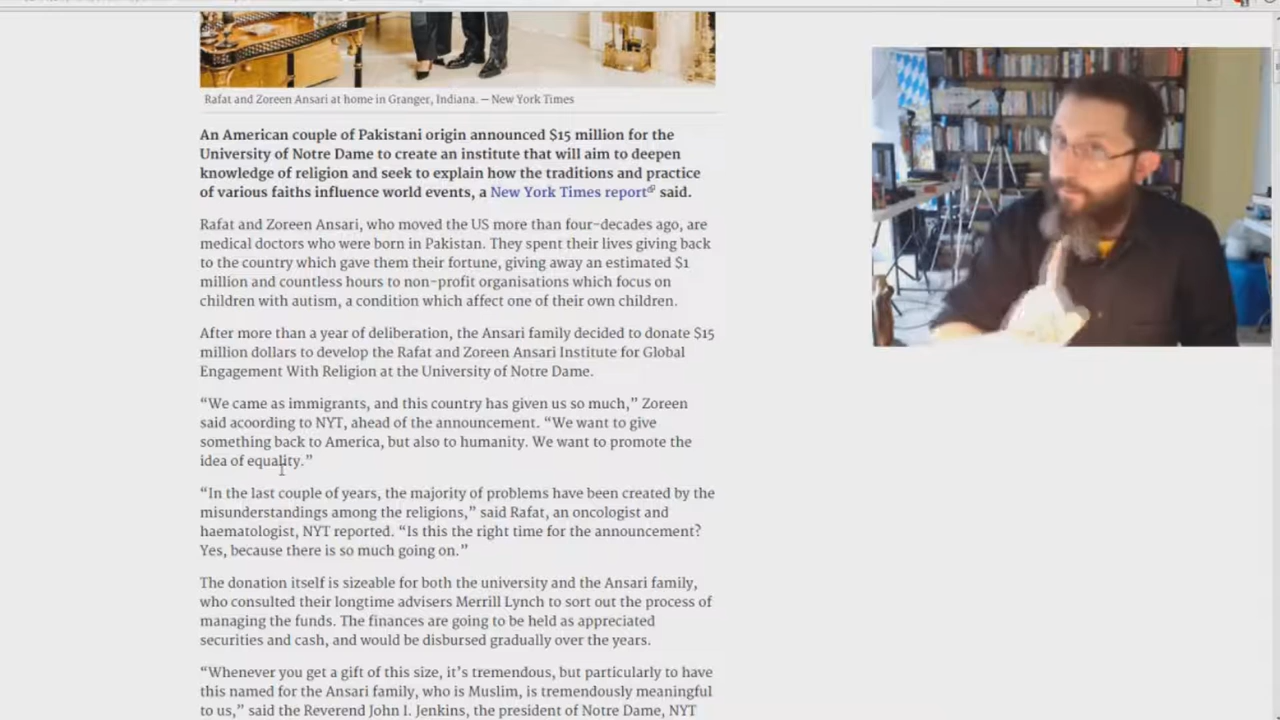 Rafat and Zoreen Ansari at home in Granger, Indiana. — New York Times
An American couple of Pakistani origin announced $15 million for the
University of Notre Dame to create an institute that will aim to deepen
knowledge of religion and seek to explain how the traditions and practice
of various faiths influence world events, a New York Times report said.
Rafat and Zoreen Ansari, who moved the US more than four-decades ago, are
medical doctors who were born in Pakistan. They spent their lives giving back
to the country which gave them their fortune, giving away an estimated $1
million and countless hours to non-profit organisations which focus on
children with autism, a condition which affect one of their own children.
After more than a year of deliberation, the Ansari family decided to donate $15
million dollars to develop the Rafat and Zoreen Ansari Institute for Global
Engagement With Religion at the University of Notre Dame.
“We came as immigrants, and this country has given us so much,” Zoreen
said acoording to NYT, ahead of the announcement. “We want to give
something back to America, but also to humanity. We want to promote the
idea of equality.”
“In the last couple of years, the majority of problems have been created by the
misunderstandings among the religions,” said Rafat, an oncologist and
haematologist, NYT reported. “Is this the right time for the announcement?
Yes, because there is so much going on.”
The donation itself is sizeable for both the university and the Ansari family,
who consulted their longtime advisers Merrill Lynch to sort out the process of
managing the funds. The finances are going to be held as appreciated
securities and cash, and would be disbursed gradually over the years.
“Whenever you get a gift of this size, it’s tremendous, but particularly to have
this named for the Ansari family, who is Muslim, is tremendously meaningful
to us,” said the Reverend John I. Jenkins, the president of Notre Dame, NYT